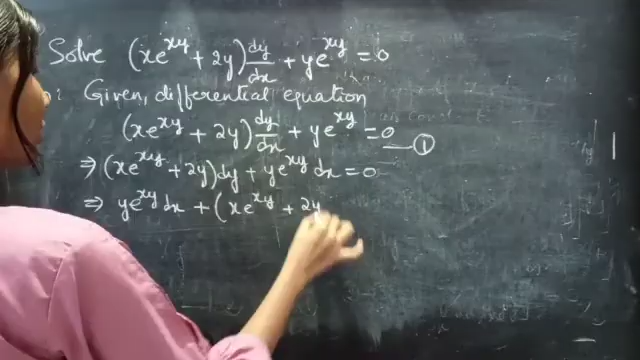 Solve (xe^{xy} + 2y) dy/dx + ye^{xy} = 0
: Given, differential equation
(xe^{xy} + 2y) dy/dx + ye^{xy} = 0 — ①
⇒ (xe^{xy} + 2y) dy + ye^{xy} dx = 0
⇒ ye^{xy} dx + (xe^{xy} + 2y